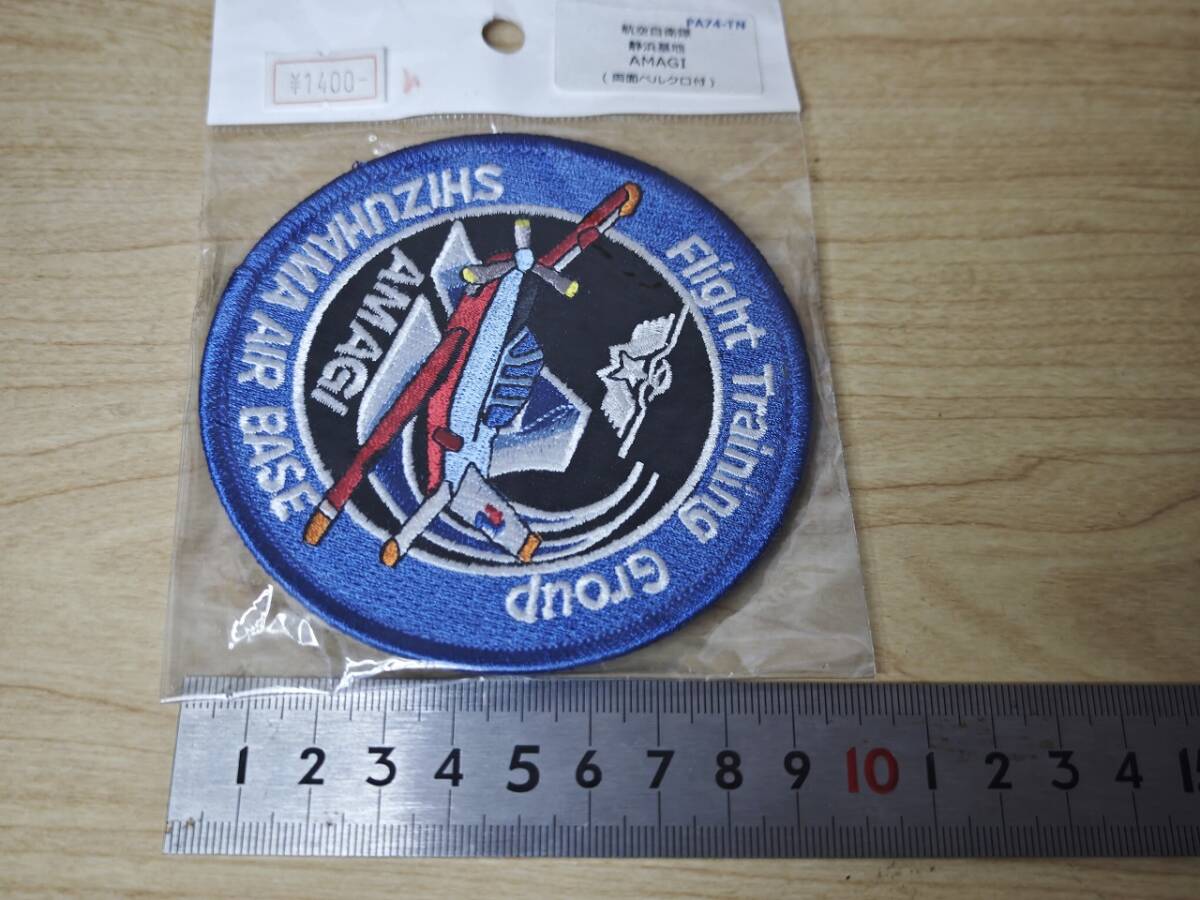 ¥1400-
PA74-TN
航空自衛隊
静浜基地
AMAGI
(両面ベルクロ付)
SHIZUHAMA AIR BASE
AMAGI
Flight Training Group
1 2 3 4 5 6 7 8 9 10 1 2 3 4